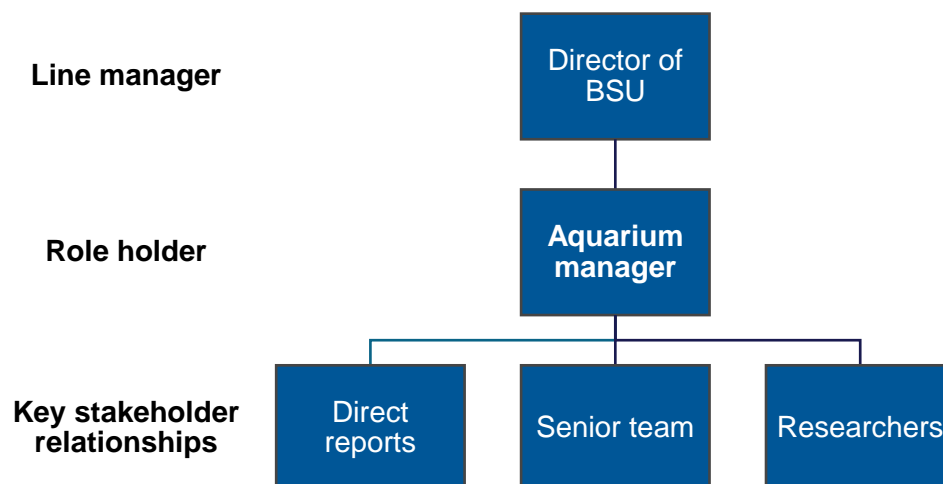 Line manager
Director of
BSU
Role holder
Aquarium
manager
Key stakeholder
relationships
Direct
reports
Senior team
Researchers